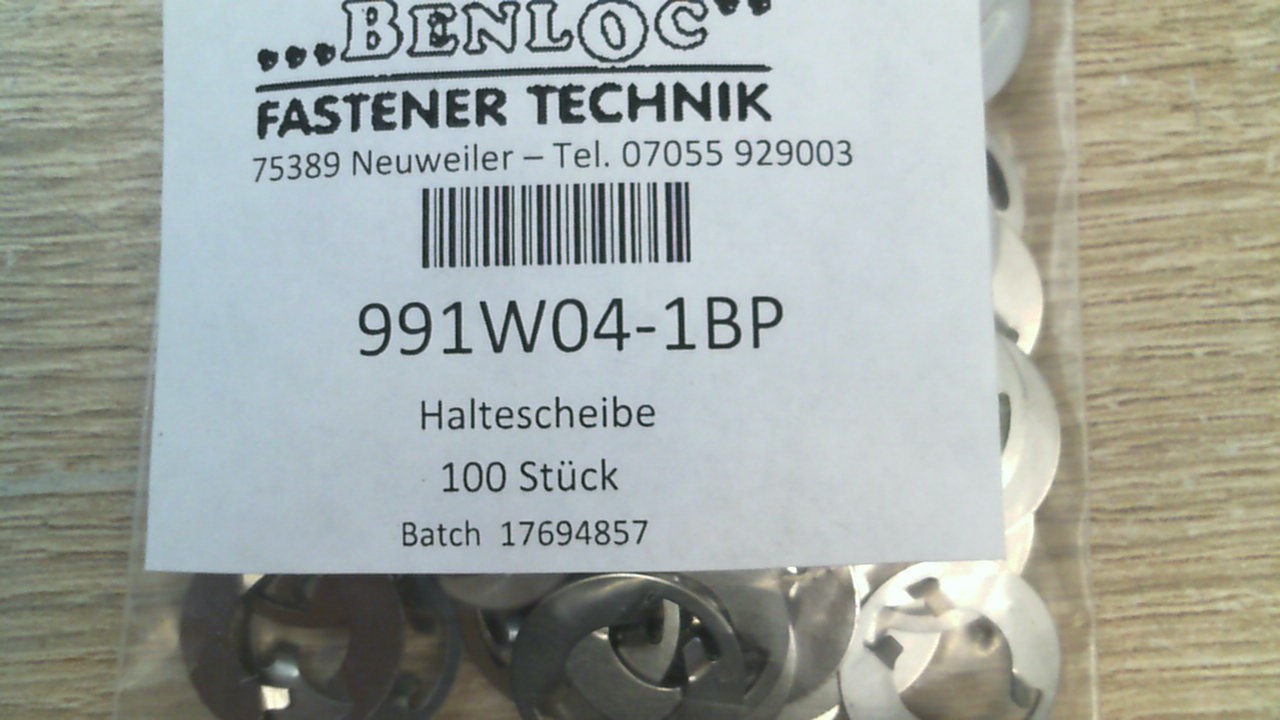 ...BENLOC"
FASTENER TECHNIK
75389 Neuweiler – Tel. 07055 929003
991W04-1BP
Haltescheibe
100 Stück
Batch 17694857